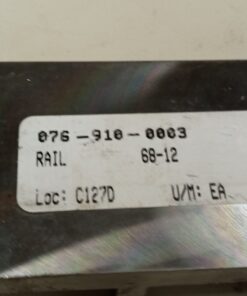 076-910-0003
RAIL 68-12
Loc: C127D U/M: EA